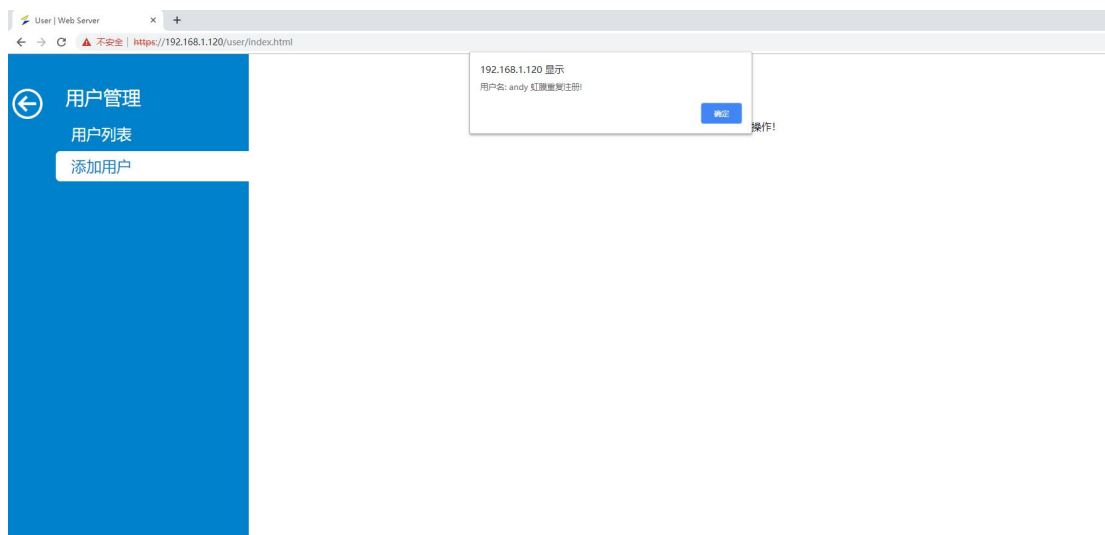 User | Web Server
不安全 | https://192.168.1.120/user/index.html
192.168.1.120 显示
用户名: andy 虹膜重复注册!
确定
操作!
用户管理
用户列表
添加用户